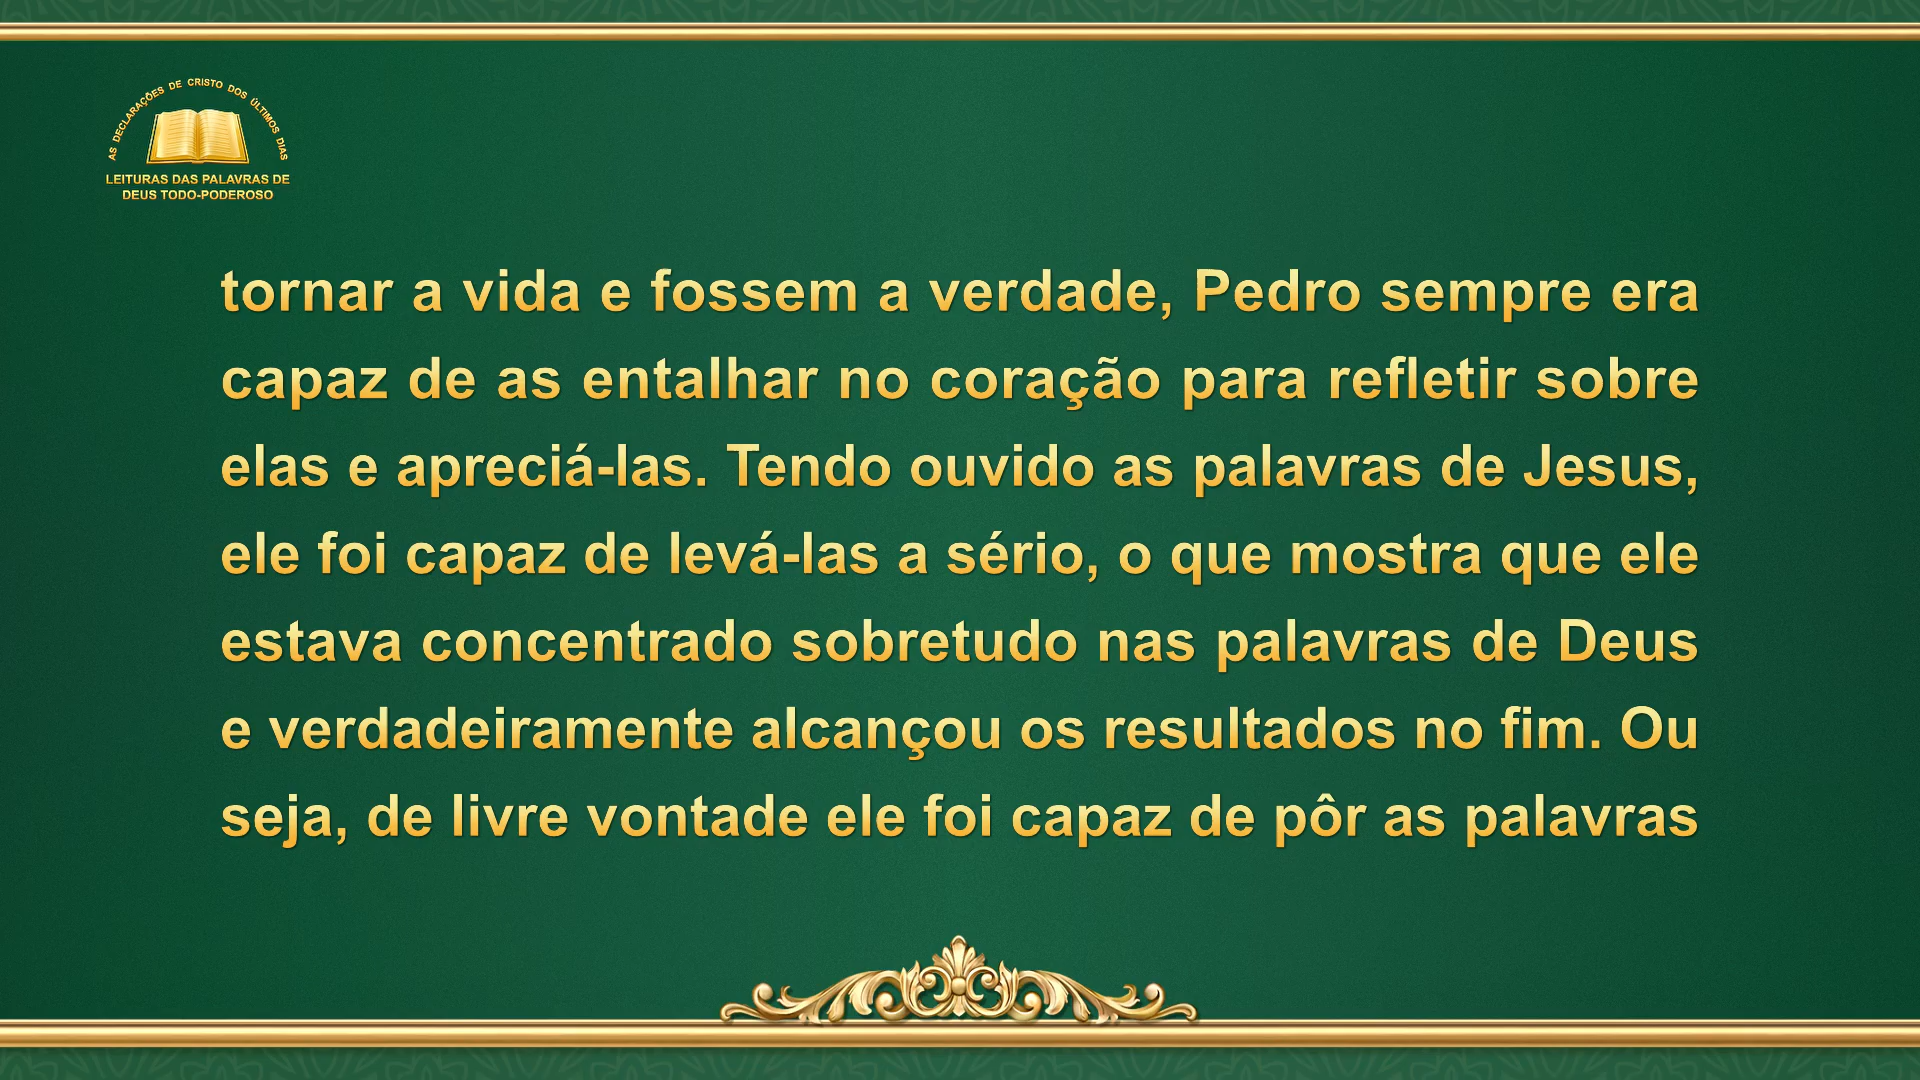 AS DECLARAÇÕES DE CRISTO DOS ÚLTIMOS DIAS
LEITURAS DAS PALAVRAS DE
DEUS TODO-PODEROSO
tornar a vida e fossem a verdade, Pedro sempre era
capaz de as entalhar no coração para refletir sobre
elas e apreciá-las. Tendo ouvido as palavras de Jesus,
ele foi capaz de levá-las a sério, o que mostra que ele
estava concentrado sobretudo nas palavras de Deus
e verdadeiramente alcançou os resultados no fim. Ou
seja, de livre vontade ele foi capaz de pôr as palavras